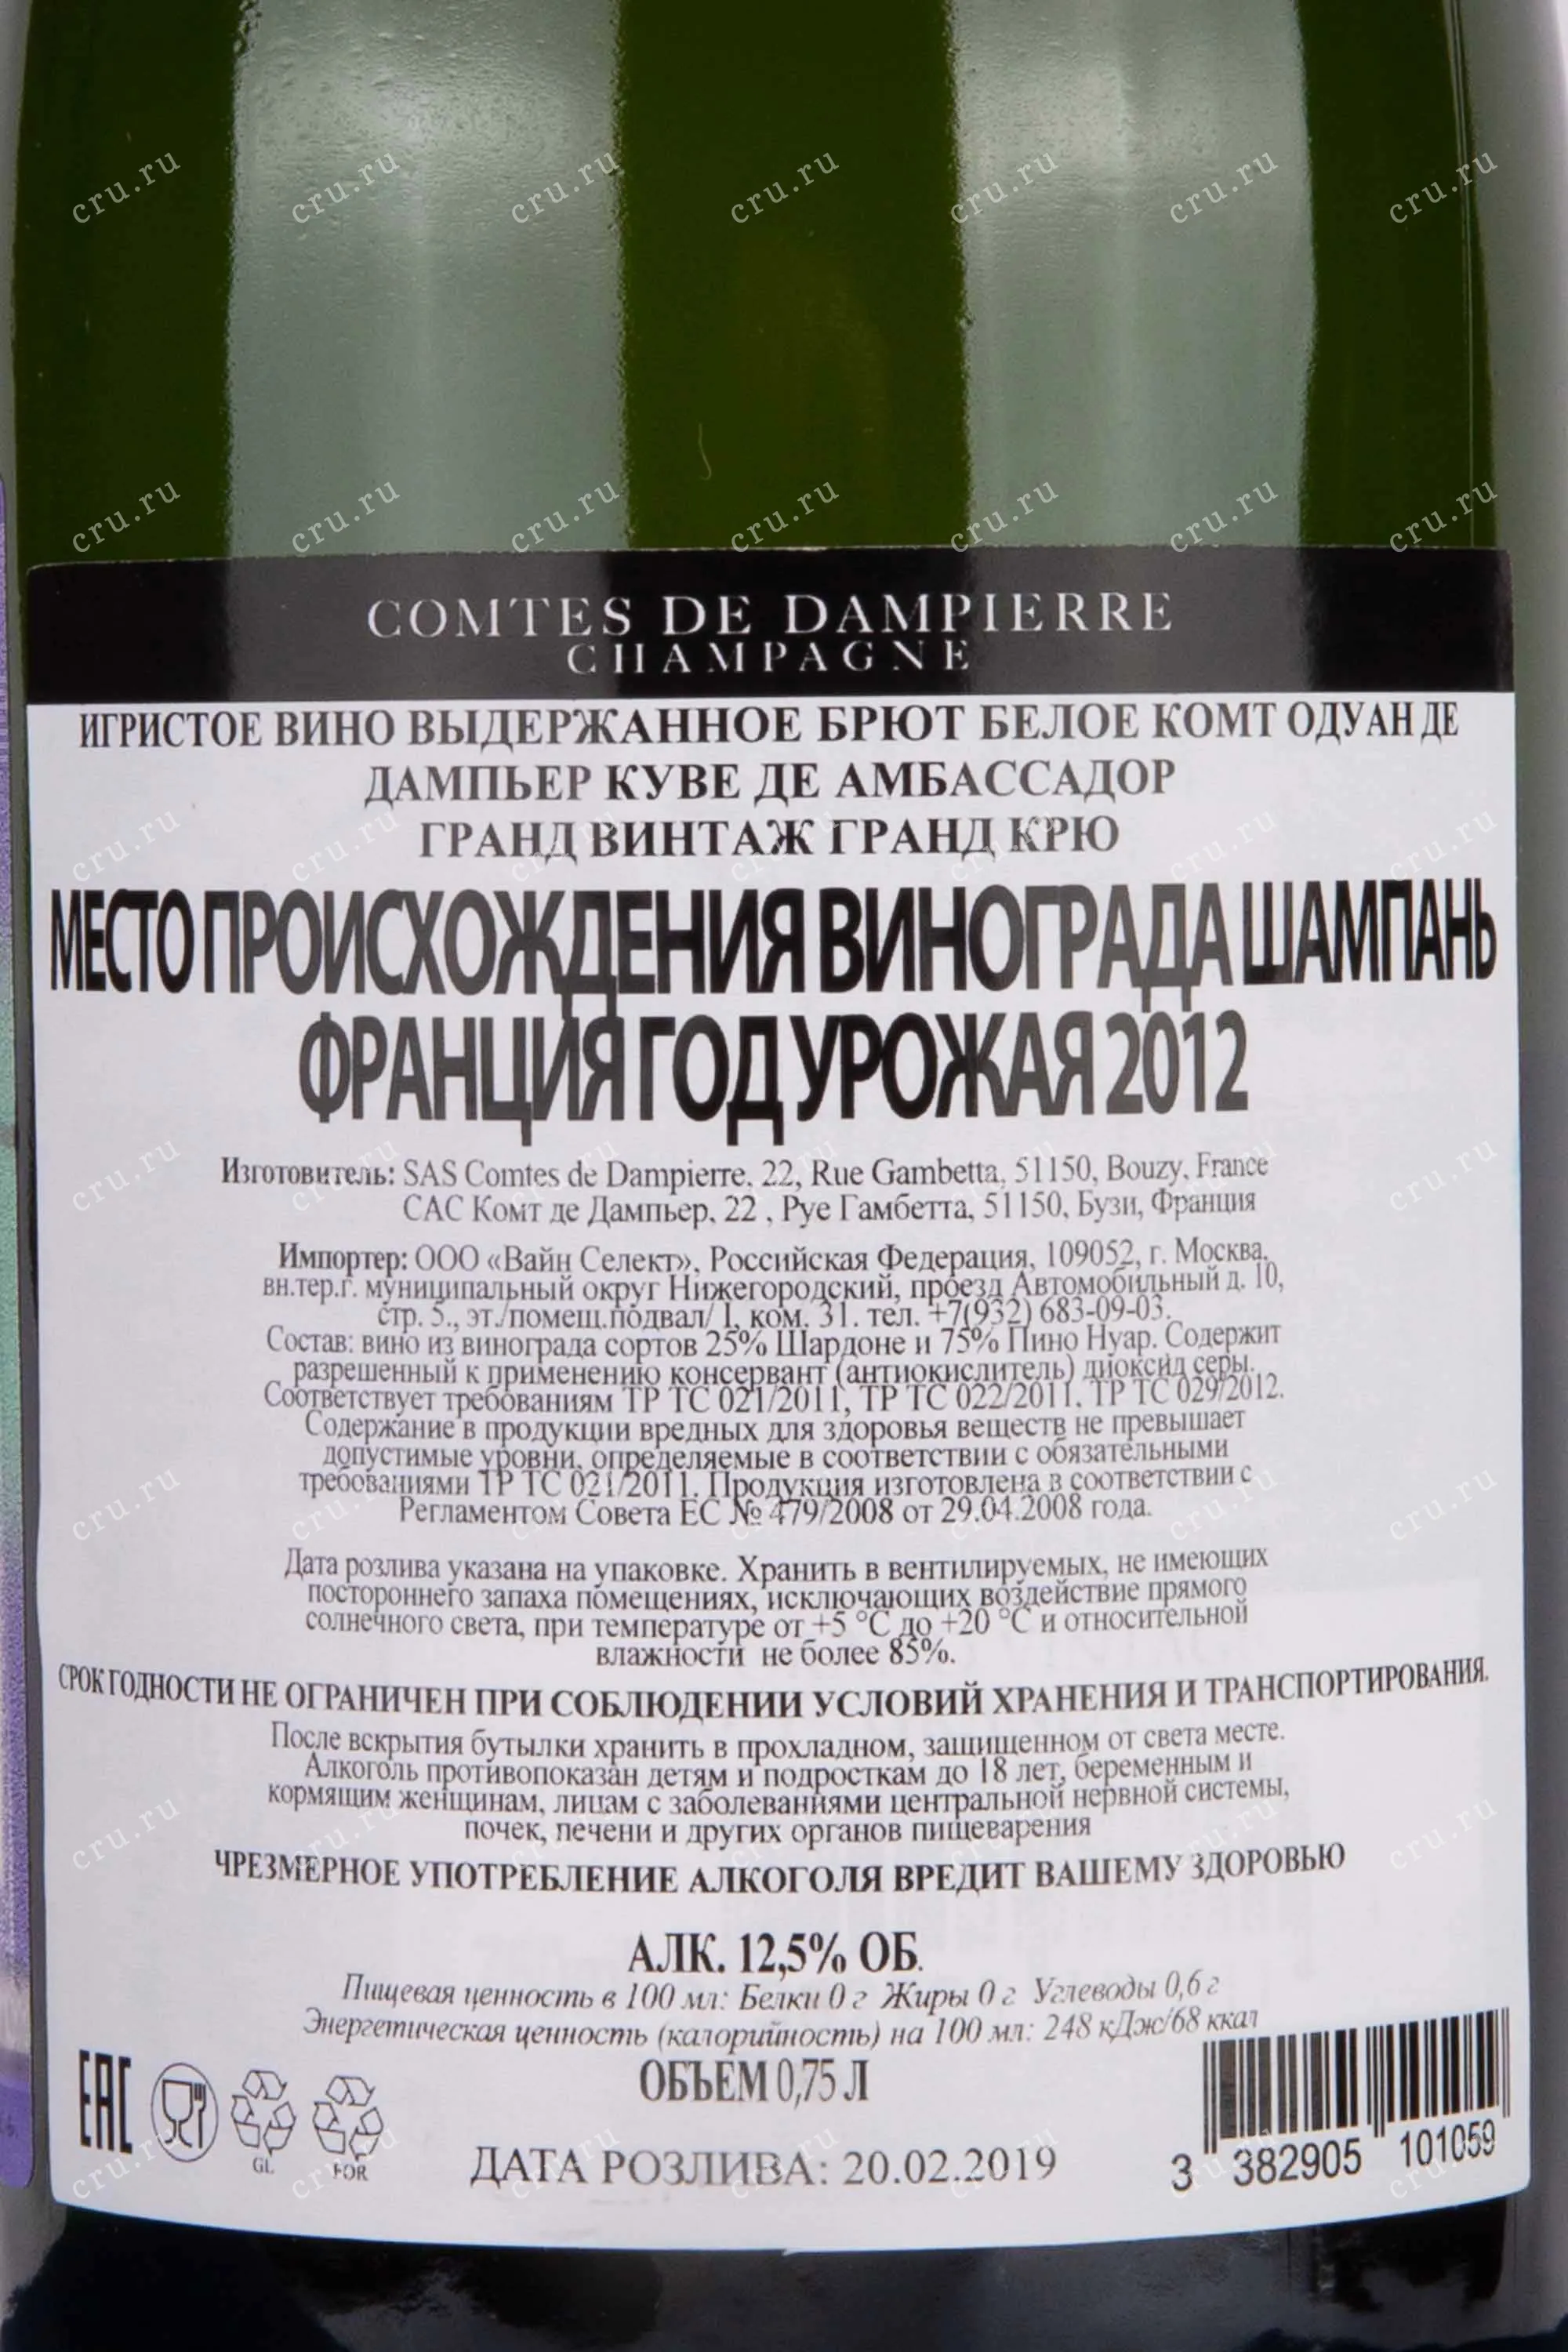 COMTES DE DAMPIERRE
CHAMPAGNE
ИГРИСТОЕ ВИНО ВЫДЕРЖАННОЕ БРЮТ БЕЛОЕ КОМТ ОДУАН ДЕ
ДАМПЬЕР КУВЕ ДЕ АМБАССАДОР
ГРАНД ВИНТАЖ ГРАНД КРЮ
МЕСТО ПРОИСХОЖДЕНИЯ ВИНОГРАДА ШАМПАНЬ
ФРАНЦИЯ ГОД УРОЖАЯ 2012
Изготовитель: SAS Comtes de Dampierre, 22, Rue Gambetta, 51150, Bouzy, France
САС Комт де Дампьер, 22 , Руе Гамбетта, 51150, Бузи, Франция
Импортер: ООО «Вайн Селект», Российская Федерация, 109052, г. Москва,
вн.тер.г. муниципальный округ Нижегородский, проезд Автомобильный д. 10,
стр. 5., эт./помещ.подвал/ I, ком. 31. тел. +7(932) 683-09-03.
Состав: вино из винограда сортов 25% Шардоне и 75% Пино Нуар. Содержит
разрешенный к применению консервант (антиокислитель) диоксид серы.
Соответствует требованиям ТР ТС 021/2011, ТР ТС 022/2011, ТР ТС 029/2012.
Содержание в продукции вредных для здоровья веществ не превышает
допустимые уровни, определяемые в соответствии с обязательными
требованиями ТР ТС 021/2011. Продукция изготовлена в соответствии с
Регламентом Совета ЕС № 479/2008 от 29.04.2008 года.
Дата розлива указана на упаковке. Хранить в вентилируемых, не имеющих
постороннего запаха помещениях, исключающих воздействие прямого
солнечного света, при температуре от +5 °С до +20 °С и относительной
влажности не более 85%.
СРОК ГОДНОСТИ НЕ ОГРАНИЧЕН ПРИ СОБЛЮДЕНИИ УСЛОВИЙ ХРАНЕНИЯ И ТРАНСПОРТИРОВАНИЯ.
После вскрытия бутылки хранить в прохладном, защищенном от света месте.
Алкоголь противопоказан детям и подросткам до 18 лет, беременным и
кормящим женщинам, лицам с заболеваниями центральной нервной системы,
почек, печени и других органов пищеварения
ЧРЕЗМЕРНОЕ УПОТРЕБЛЕНИЕ АЛКОГОЛЯ ВРЕДИТ ВАШЕМУ ЗДОРОВЬЮ
АЛК. 12,5% ОБ.
Пищевая ценность в 100 мл: Белки 0 г Жиры 0 г Углеводы 0,6 г
Энергетическая ценность (калорийность) на 100 мл: 248 кДж/68 ккал
ОБЪЕМ 0,75 Л
ЕАС GL FOR
ДАТА РОЗЛИВА: 20.02.2019
3 382905 101059
cru.ru